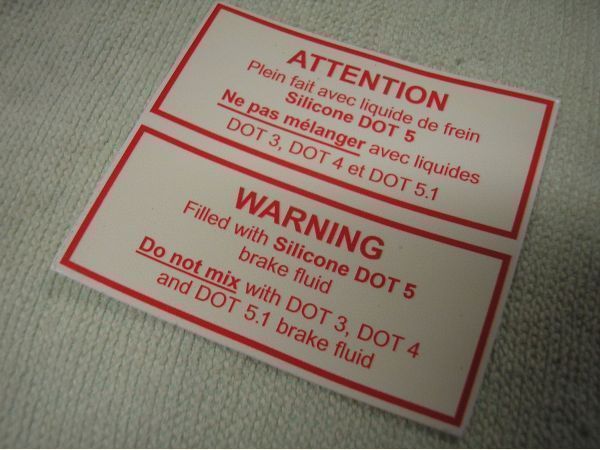 ATTENTION
Plein fait avec liquide de frein
Silicone DOT 5
Ne pas mélanger avec liquides
DOT 3, DOT 4 et DOT 5.1
WARNING
Filled with Silicone DOT 5
brake fluid
Do not mix with DOT 3, DOT 4
and DOT 5.1 brake fluid